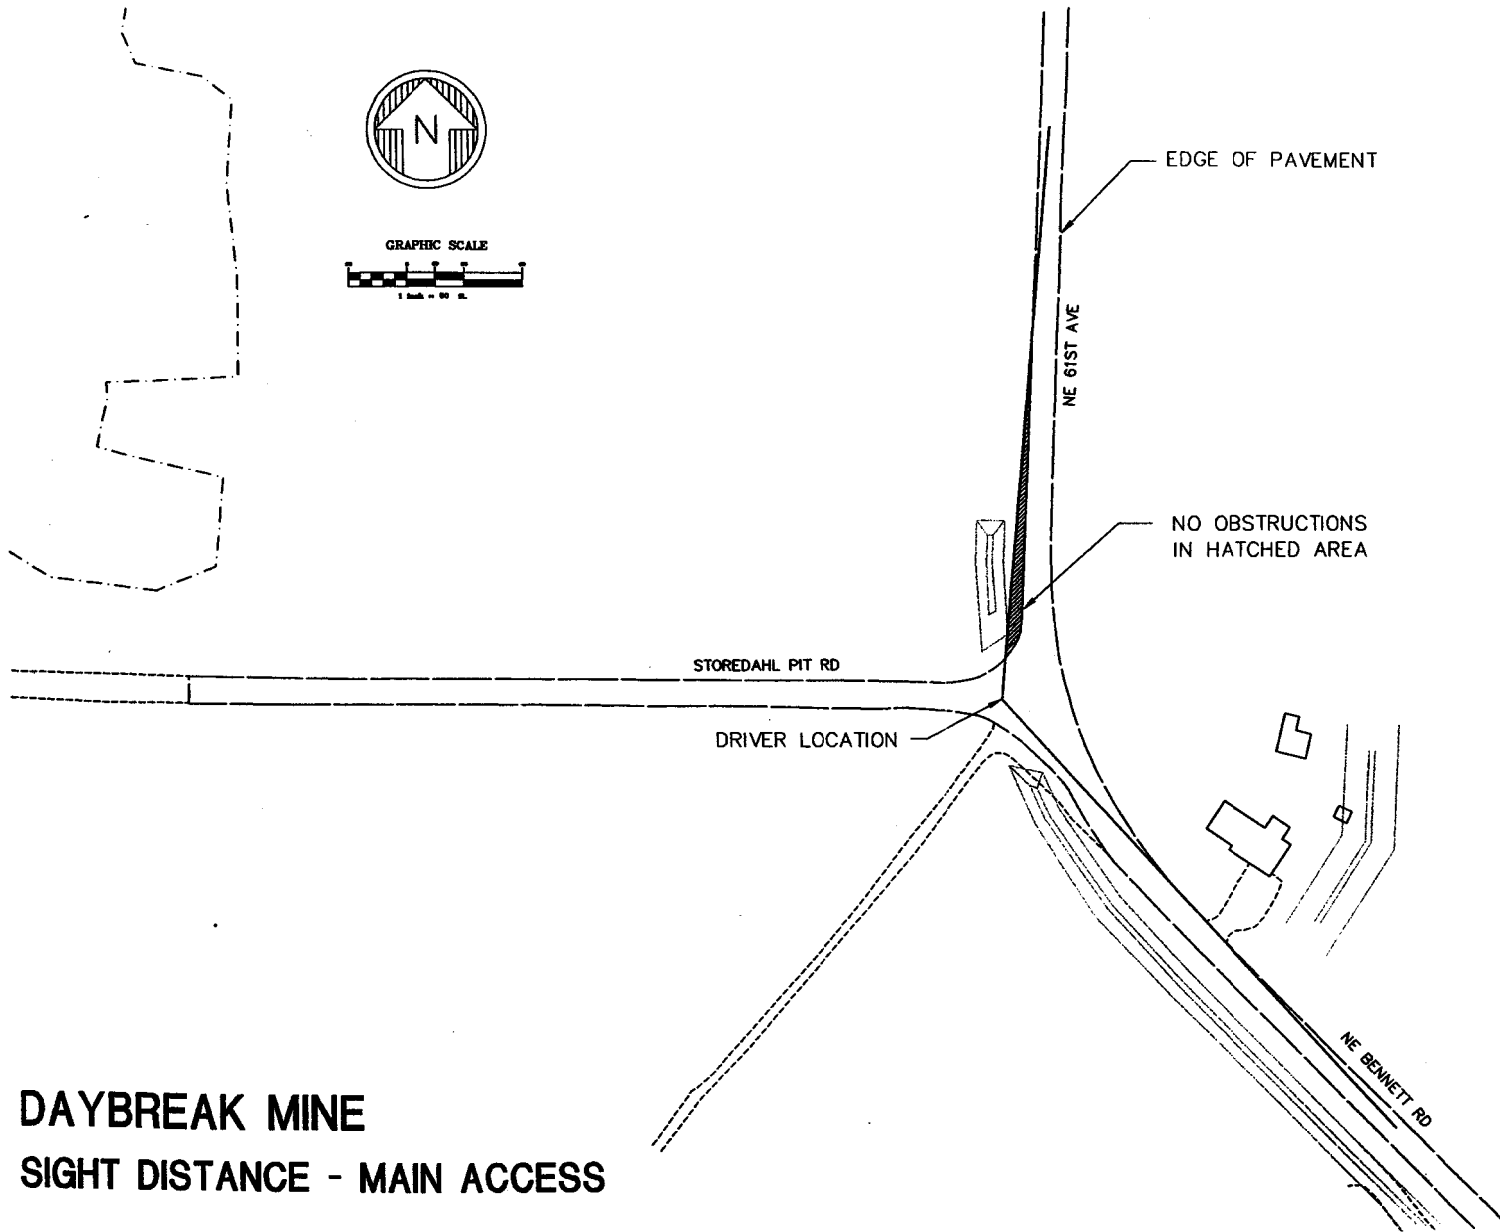 N
EDGE OF PAVEMENT
GRAPHIC SCALE
NE 61ST AVE
NO OBSTRUCTIONS
IN HATCHED AREA
STOREDAHL PIT RD
DRIVER LOCATION
NE BENNETT RD
DAYBREAK MINE
SIGHT DISTANCE - MAIN ACCESS